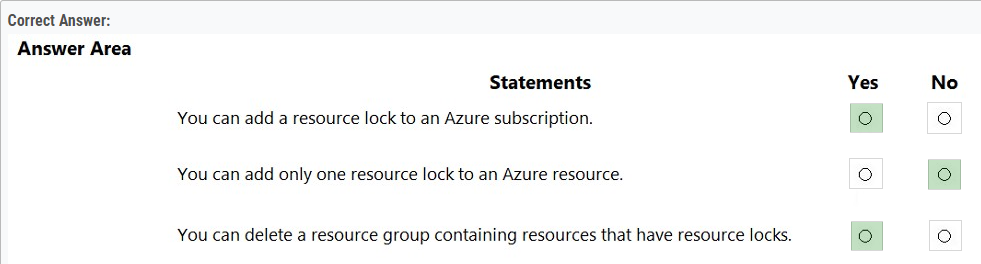 Correct Answer:
Answer Area
Statements Yes No
You can add a resource lock to an Azure subscription.
You can add only one resource lock to an Azure resource.
You can delete a resource group containing resources that have resource locks.